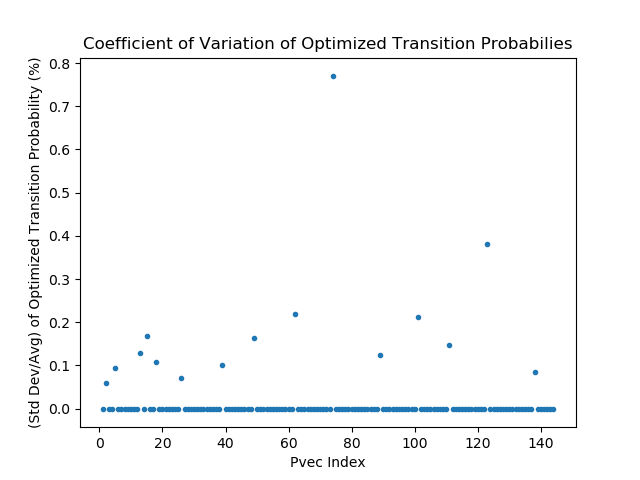 Coefficient of Variation of Optimized Transition Probabilies
(Std Dev/Avg) of Optimized Transition Probability (%)
0.8
0.7
0.6
0.5
0.4
0.3
0.2
0.1
0.0
0 20 40 60 80 100 120 140
Pvec Index